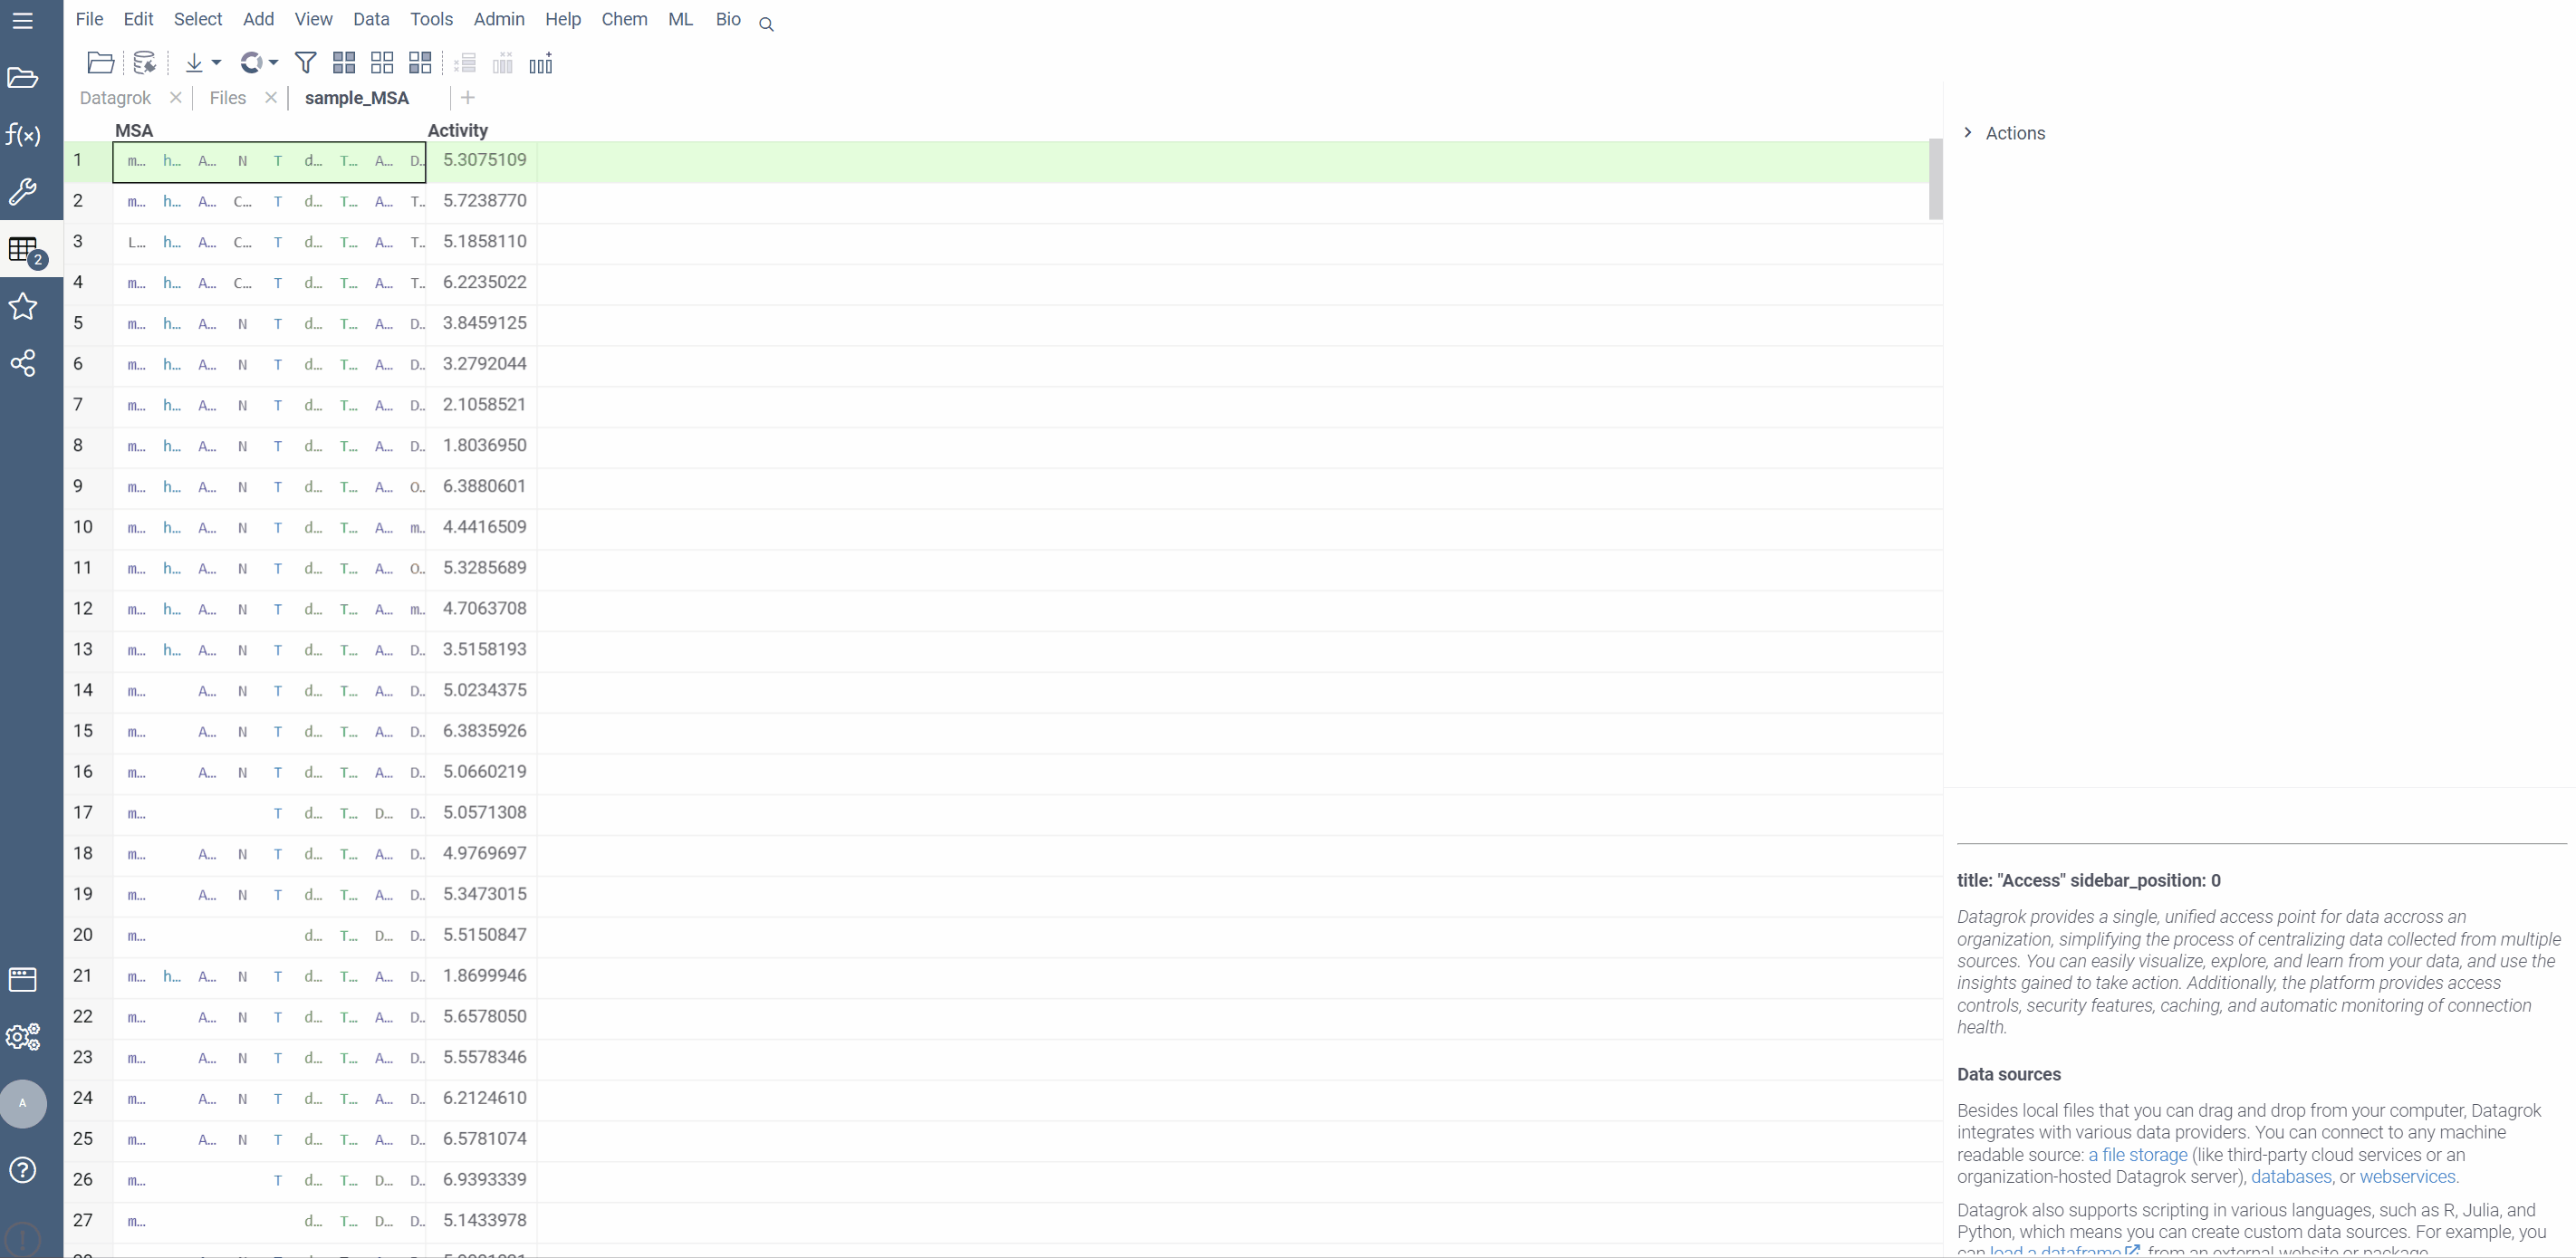 File Edit Select Add View Data Tools Admin Help Chem ML Bio
Datagrok Files sample_MSA
MSA Activity
1 m... h... A... N T d... T... A... D.. 5.3075109
2 m... h... A... C... T d... T... A... T.. 5.7238770
3 L... h... A... C... T d... T... A... T.. 5.1858110
4 m... h... A... C... T d... T... A... T.. 6.2235022
5 m... h... A... N T d... T... A... D.. 3.8459125
6 m... h... A... N T d... T... A... D.. 3.2792044
7 m... h... A... N T d... T... A... D.. 2.1058521
8 m... h... A... N T d... T... A... D.. 1.8036950
9 m... h... A... N T d... T... A... O.. 6.3880601
10 m... h... A... N T d... T... A... m.. 4.4416509
11 m... h... A... N T d... T... A... O.. 5.3285689
12 m... h... A... N T d... T... A... m.. 4.7063708
13 m... h... A... N T d... T... A... D.. 3.5158193
14 m... A... N T d... T... A... D.. 5.0234375
15 m... A... N T d... T... A... D.. 6.3835926
16 m... A... N T d... T... A... D.. 5.0660219
17 m... T d... T... D... D.. 5.0571308
18 m... A... N T d... T... A... D.. 4.9769697
19 m... A... N T d... T... A... D.. 5.3473015
20 m... d... T... D... D.. 5.5150847
21 m... h... A... N T d... T... A... D.. 1.8699946
22 m... A... N T d... T... A... D.. 5.6578050
23 m... A... N T d... T... A... D.. 5.5578346
24 m... A... N T d... T... A... D.. 6.2124610
25 m... A... N T d... T... A... D.. 6.5781074
26 m... T d... T... D... D.. 6.9393339
27 m... d... T... D... D.. 5.1433978
f(x)
2
A
Actions
title: "Access" sidebar_position: 0
Datagrok provides a single, unified access point for data accross an
organization, simplifying the process of centralizing data collected from multiple
sources. You can easily visualize, explore, and learn from your data, and use the
insights gained to take action. Additionally, the platform provides access
controls, security features, caching, and automatic monitoring of connection
health.
Data sources
Besides local files that you can drag and drop from your computer, Datagrok
integrates with various data providers. You can connect to any machine
readable source: a file storage (like third-party cloud services or an
organization-hosted Datagrok server), databases, or webservices.
Datagrok also supports scripting in various languages, such as R, Julia, and
Python, which means you can create custom data sources. For example, you
can load a dataframe from an external website or package